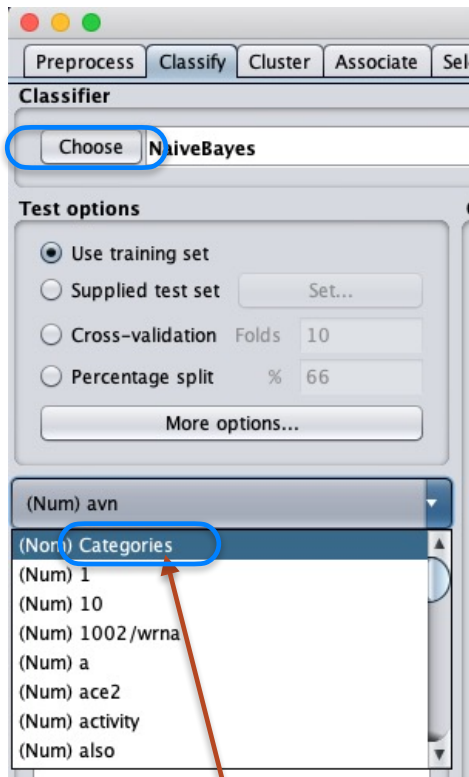 Preprocess Classify Cluster Associate Sel
Classifier
Choose NaiveBayes
Test options
Use training set
Supplied test set Set...
Cross-validation Folds 10
Percentage split % 66
More options...
(Num) avn
(Nom) Categories
(Num) 1
(Num) 10
(Num) 1002/wrna
(Num) a
(Num) ace2
(Num) activity
(Num) also